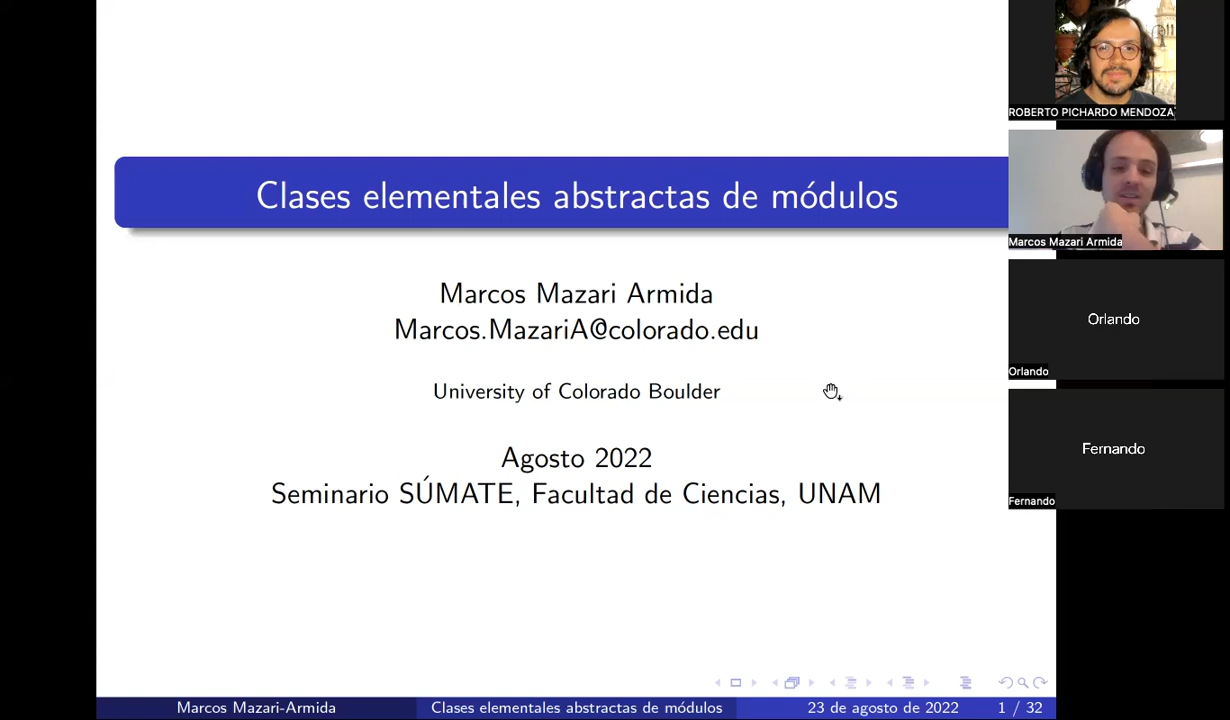 Clases elementales abstractas de módulos
Marcos Mazari Armida
Marcos.MazariA@colorado.edu
University of Colorado Boulder
Agosto 2022
Seminario SÚMATE, Facultad de Ciencias, UNAM
Marcos Mazari-Armida
Clases elementales abstractas de módulos
23 de agosto de 2022
1 / 32
ROBERTO PICHARDO MENDOZA
Marcos Mazari Armida
Orlando
Orlando
Fernando
Fernando